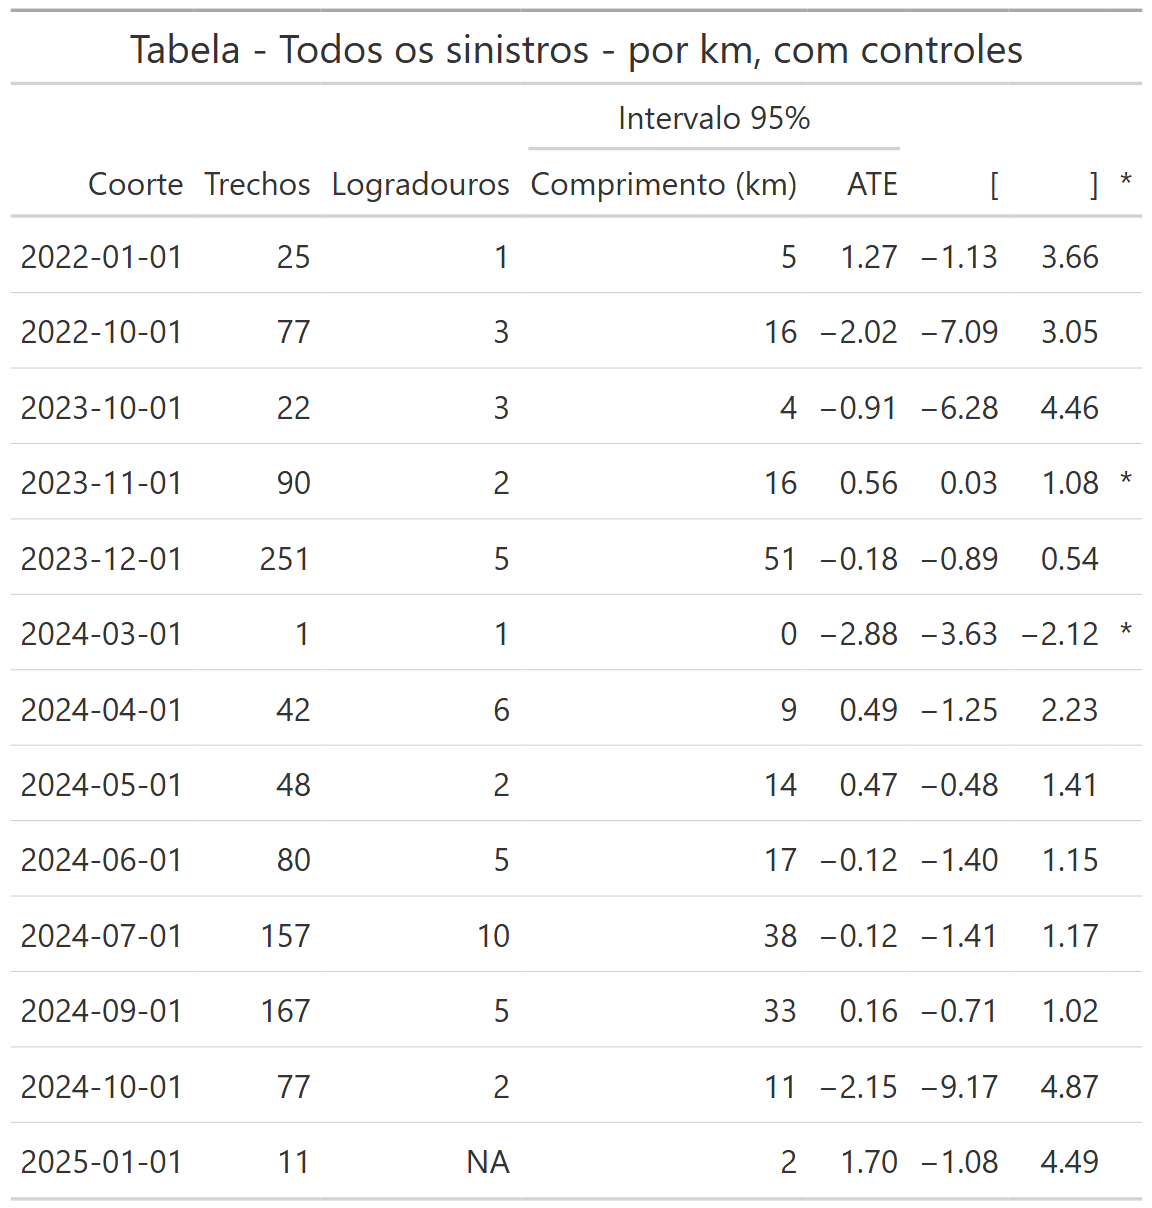 Tabela - Todos os sinistros - por km, com controles
Intervalo 95%
Coorte Trechos Logradouros Comprimento (km) ATE [ ] *
2022-01-01 25 1 5 1.27 −1.13 3.66
2022-10-01 77 3 16 −2.02 −7.09 3.05
2023-10-01 22 3 4 −0.91 −6.28 4.46
2023-11-01 90 2 16 0.56 0.03 1.08 *
2023-12-01 251 5 51 −0.18 −0.89 0.54
2024-03-01 1 1 0 −2.88 −3.63 −2.12 *
2024-04-01 42 6 9 0.49 −1.25 2.23
2024-05-01 48 2 14 0.47 −0.48 1.41
2024-06-01 80 5 17 −0.12 −1.40 1.15
2024-07-01 157 10 38 −0.12 −1.41 1.17
2024-09-01 167 5 33 0.16 −0.71 1.02
2024-10-01 77 2 11 −2.15 −9.17 4.87
2025-01-01 11 NA 2 1.70 −1.08 4.49